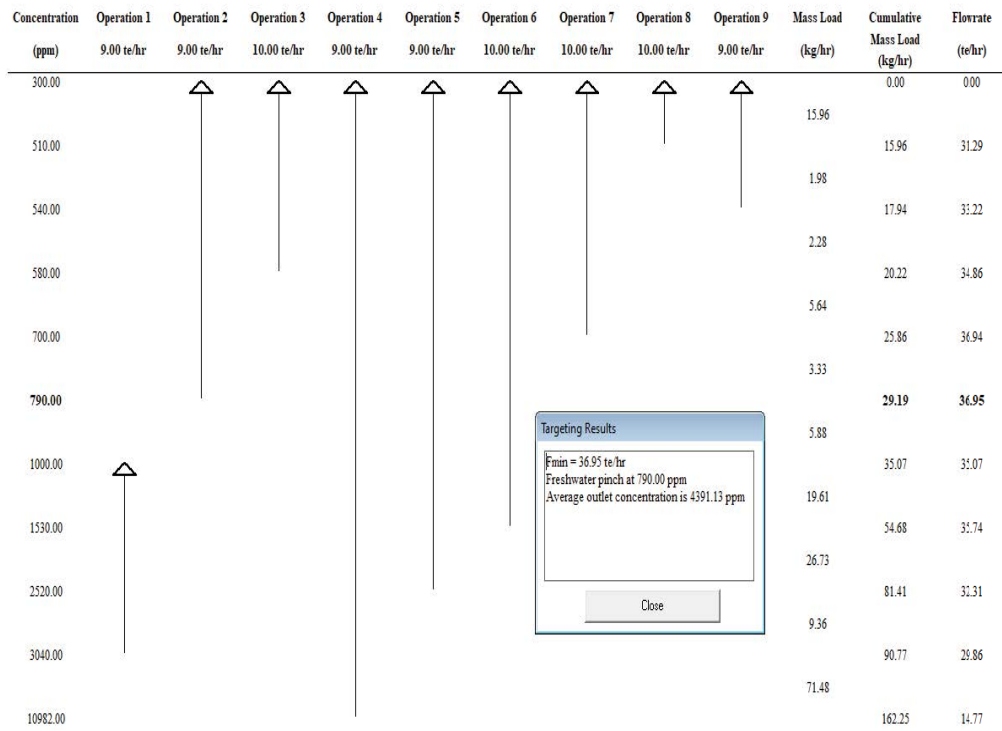 Concentration Operation 1 Operation 2 Operation 3 Operation 4 Operation 5 Operation 6 Operation 7 Operation 8 Operation 9 Mass Load Cumulative Flowrate
(ppm) 9.00 te/hr 9.00 te/hr 10.00 te/hr 9.00 te/hr 9.00 te/hr 10.00 te/hr 10.00 te/hr 10.00 te/hr 9.00 te/hr (kg/hr) Mass Load (te/hr)
(kg/hr)
300.00 0.00 0.00
15.96
510.00 15.96 31.29
1.98
540.00 17.94 33.22
2.28
580.00 20.22 34.86
5.64
700.00 25.86 36.94
3.33
790.00 29.19 36.95
5.88
1000.00 35.07 35.07
19.61
1530.00 54.68 35.74
26.73
2520.00 81.41 32.31
9.36
3040.00 90.77 29.86
71.48
10982.00 162.25 14.77
Targeting Results
Fmin = 36.95 te/hr
Freshwater pinch at 790.00 ppm
Average outlet concentration is 4391.13 ppm
Close